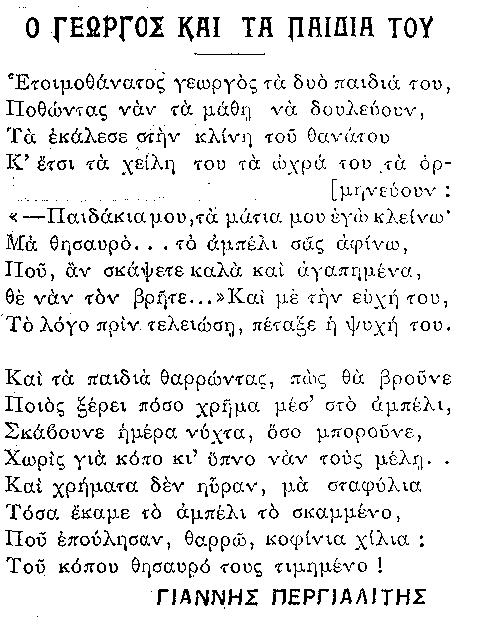 Ο ΓΕΩΡΓΟΣ ΚΑΙ ΤΑ ΠΑΙΔΙΑ ΤΟΥ
Ἑτοιμοθάνατος γεωργὸς τὰ δυὸ παιδιά του,
Ποθώντας νὰν τὰ μάθῃ νὰ δουλεύουν,
Τὰ ἐκάλεσε στὴν κλίνη τοῦ θανάτου
Κ' ἔτσι τὰ χείλη του τὰ ὠχρά του τὰ ὁρ-
[μηνεύουν :
« —Παιδάκια μου, τὰ μάτια μου ἐγὼ κλείνω·
Μὰ θησαυρὸ... τὸ ἀμπέλι σᾶς ἀφίνω,
Ποῦ, ἂν σκάψετε καλὰ καὶ ἀγαπημένα,
θὲ νὰν τὸν βρῆτε...» Καὶ μὲ τὴν εὐχή του,
Τὸ λόγο πρὶν τελειώσῃ, πέταξε ἡ ψυχή του.
Καὶ τὰ παιδιὰ θαρρώντας, πῶς θὰ βροῦνε
Ποιὸς ξέρει πόσο χρῆμα μέσ' στὸ ἀμπέλι,
Σκάβουνε ἡμέρα νύχτα, ὅσο μποροῦνε,
Χωρὶς γιὰ κόπο κι' ὕπνο νὰν τοὺς μέλῃ. .
Καὶ χρήματα δὲν ηὗραν, μὰ σταφύλια
Τόσα ἔκαμε τὸ ἀμπέλι τὸ σκαμμένο,
Ποῦ ἐπούλησαν, θαρρῶ, κοφίνια χίλια :
Τοῦ κόπου θησαυρό τους τιμημένο !
ΓΙΑΝΝΗΣ ΠΕΡΓΙΑΛΙΤΗΣ